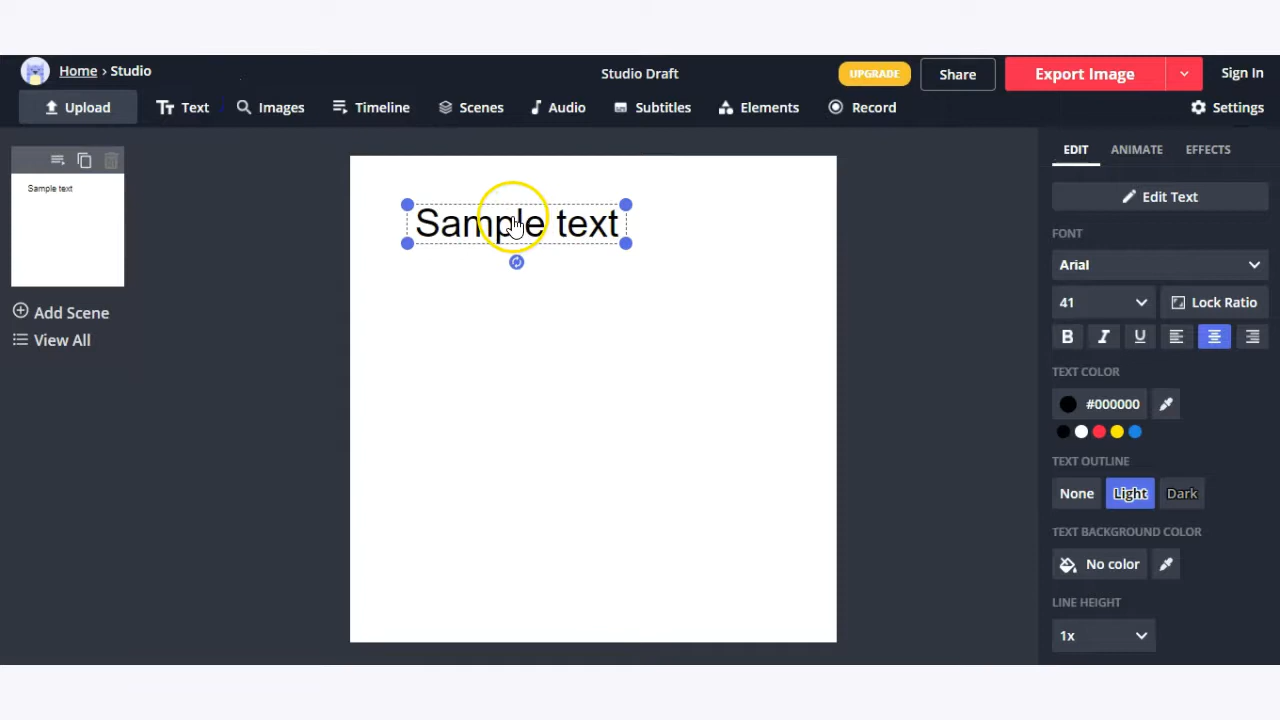 Home › Studio
Studio Draft
UPGRADE
Share
Export Image
Sign In
Upload
Text
Images
Timeline
Scenes
Audio
Subtitles
Elements
Record
Settings
Sample text
Add Scene
View All
Sample text
EDIT
ANIMATE
EFFECTS
Edit Text
FONT
Arial
41
Lock Ratio
B
I
U
TEXT COLOR
#000000
TEXT OUTLINE
None
Light
Dark
TEXT BACKGROUND COLOR
No color
LINE HEIGHT
1x